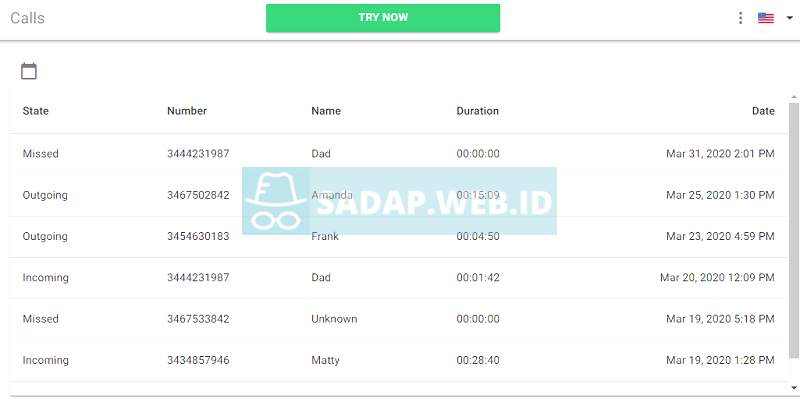 Calls
TRY NOW
State Number Name Duration Date
Missed 3444231987 Dad 00:00:00 Mar 31, 2020 2:01 PM
Outgoing 3467502842 Amanda 00:15:09 Mar 25, 2020 1:30 PM
SADAP.WEB.ID
Outgoing 3454630183 Frank 00:04:50 Mar 23, 2020 4:59 PM
Incoming 3444231987 Dad 00:01:42 Mar 20, 2020 12:09 PM
Missed 3467533842 Unknown 00:00:00 Mar 19, 2020 5:18 PM
Incoming 3434857946 Matty 00:28:40 Mar 19, 2020 1:28 PM